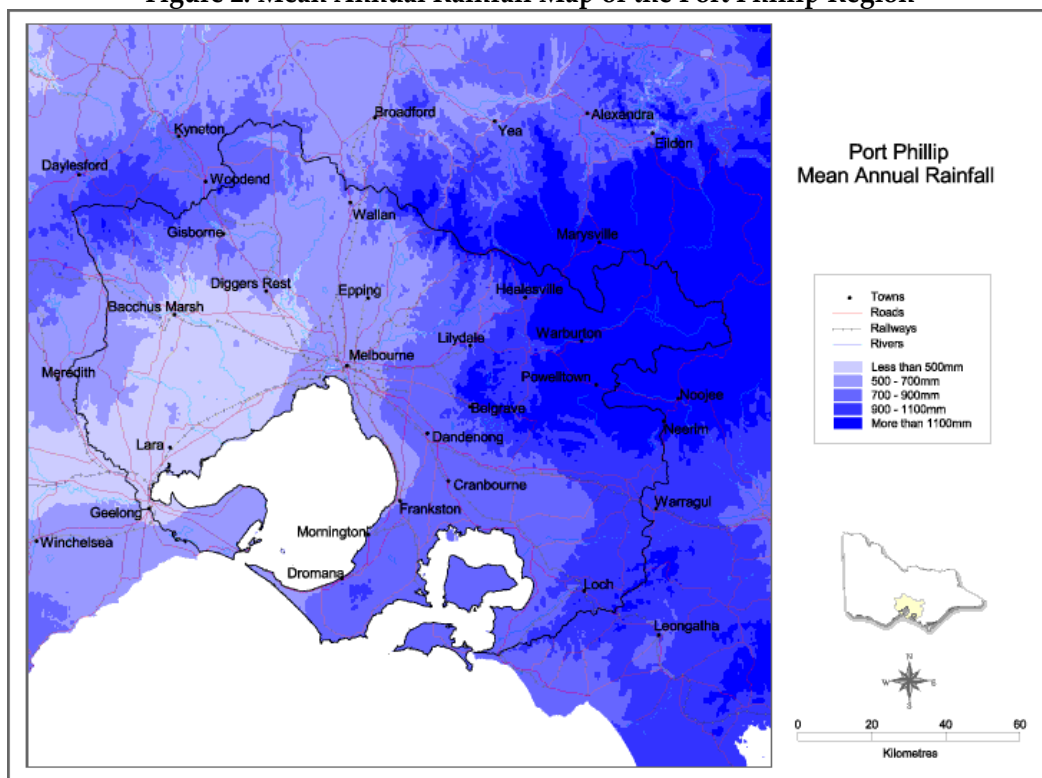 Figure 2. Mean Annual Rainfall Map of the Port Phillip Region
Broadford
Kyneton
Yea
Alexandra
Eildon
Daylesford
Woodend
Wallan
Gisborne
Marysville
Diggers Rest
Epping
Healesville
Bacchus Marsh
Lilydale
Warburton
Melbourne
Meredith
Powelltown
Noojee
Belgrave
Neerim
Dandenong
Lara
Cranbourne
Geelong
Frankston
Warragul
Winchelsea
Mornington
Dromana
Loch
Leongatha
Port Phillip
Mean Annual Rainfall
Towns
Roads
Railways
Rivers
Less than 500mm
500 - 700mm
700 - 900mm
900 - 1100mm
More than 1100mm
N
W E
S
0 20 40 60
Kilometres